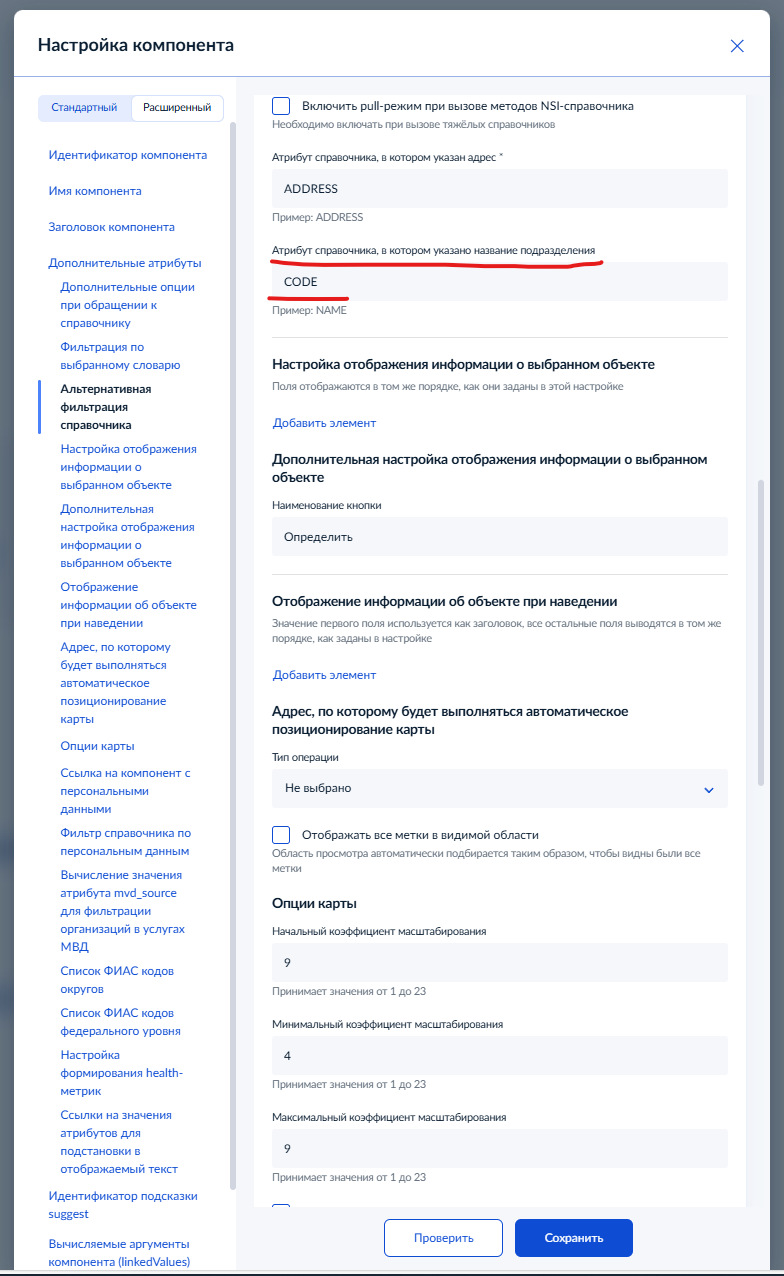 Настройка компонента
Стандартный
Расширенный
Идентификатор компонента
Имя компонента
Заголовок компонента
Дополнительные атрибуты
Дополнительные опции
при обращении к
справочнику
Фильтрация по
выбранному словарю
Альтернативная
фильтрация
справочника
Настройка отображения
информации о
выбранном объекте
Дополнительная
настройка отображения
информации о
выбранном объекте
Отображение
информации об объекте
при наведении
Адрес, по которому
будет выполняться
автоматическое
позиционирование
карты
Опции карты
Ссылка на компонент с
персональными
данными
Фильтр справочника по
персональным данным
Вычисление значения
атрибута mvd_source
для фильтрации
организаций в услугах
МВД
Список ФИАС кодов
округов
Список ФИАС кодов
федерального уровня
Настройка
формирования health-
метрик
Ссылки на значения
атрибутов для
подстановки в
отображаемый текст
Идентификатор подсказки
suggest
Вычисляемые аргументы
компонента (linkedValues)
Включить pull-режим при вызове методов NSI-справочника
Необходимо включать при вызове тяжёлых справочников
Атрибут справочника, в котором указан адрес *
ADDRESS
Пример: ADDRESS
Атрибут справочника, в котором указано название подразделения
CODE
Пример: NAME
Настройка отображения информации о выбранном объекте
Поля отображаются в том же порядке, как они заданы в этой настройке
Добавить элемент
Дополнительная настройка отображения информации о выбранном
объекте
Наименование кнопки
Определить
Отображение информации об объекте при наведении
Значение первого поля используется как заголовок, все остальные поля выводятся в том же
порядке, как заданы в настройке
Добавить элемент
Адрес, по которому будет выполняться автоматическое
позиционирование карты
Тип операции
Не выбрано
Отображать все метки в видимой области
Область просмотра автоматически подбирается таким образом, чтобы видны были все
метки
Опции карты
Начальный коэффициент масштабирования
9
Принимает значения от 1 до 23
Минимальный коэффициент масштабирования
4
Принимает значения от 1 до 23
Максимальный коэффициент масштабирования
9
Принимает значения от 1 до 23
Проверить
Сохранить